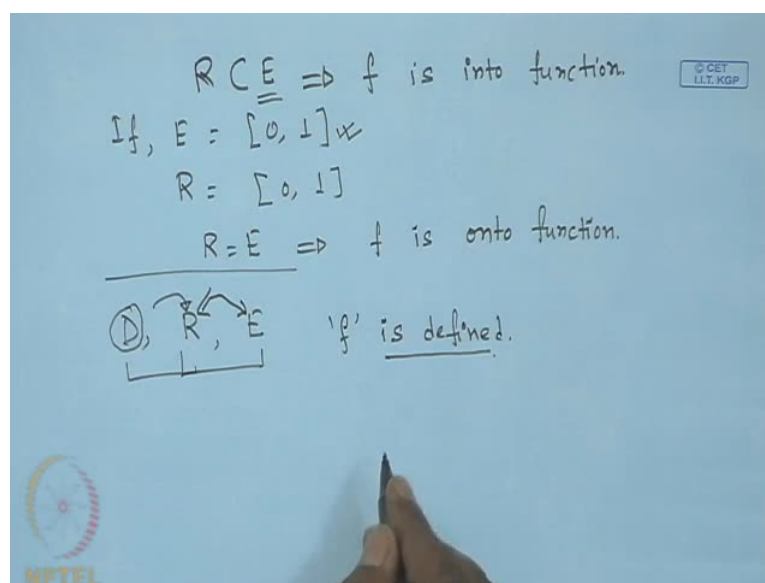 R ⊂ E ⇒ f is into function.
© CET
I.I.T. KGP
If, E = [0, 1]
R = [0, 1]
R = E ⇒ f is onto function.
D, R, E 'f' is defined.
NPTEL